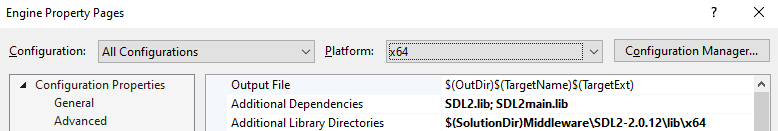 Engine Property Pages ? ×
Configuration: All Configurations Platform: x64 Configuration Manager...
Configuration Properties Output File $(OutDir)$(TargetName)$(TargetExt)
General Additional Dependencies SDL2.lib; SDL2main.lib
Advanced Additional Library Directories $(SolutionDir)Middleware\SDL2-2.0.12\lib\x64